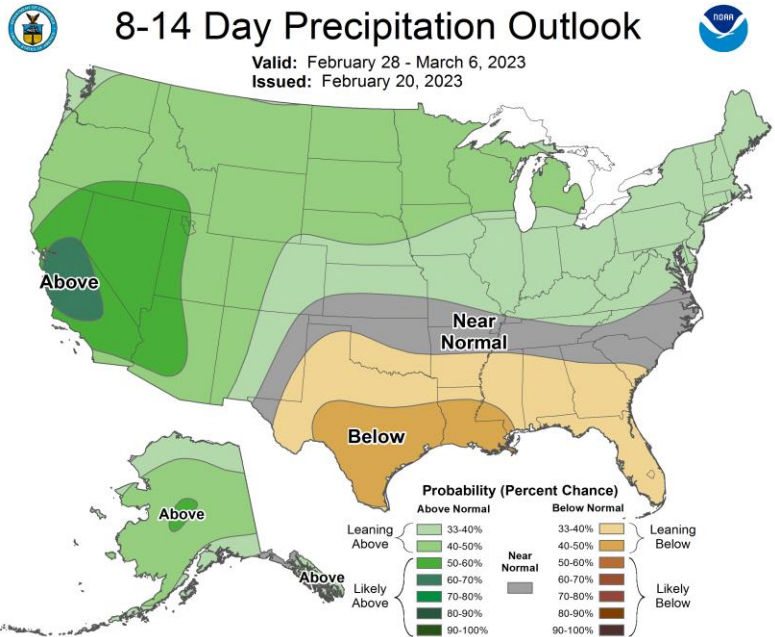 8-14 Day Precipitation Outlook
NOAA
Valid: February 28 - March 6, 2023
Issued: February 20, 2023
Above
Near
Normal
Below
Above
Above
Probability (Percent Chance)
Above Normal
Below Normal
Leaning
Above
33-40%
40-50%
Likely
Above
50-60%
60-70%
70-80%
80-90%
90-100%
Near
Normal
33-40%
40-50%
Leaning
Below
50-60%
60-70%
70-80%
80-90%
90-100%
Likely
Below